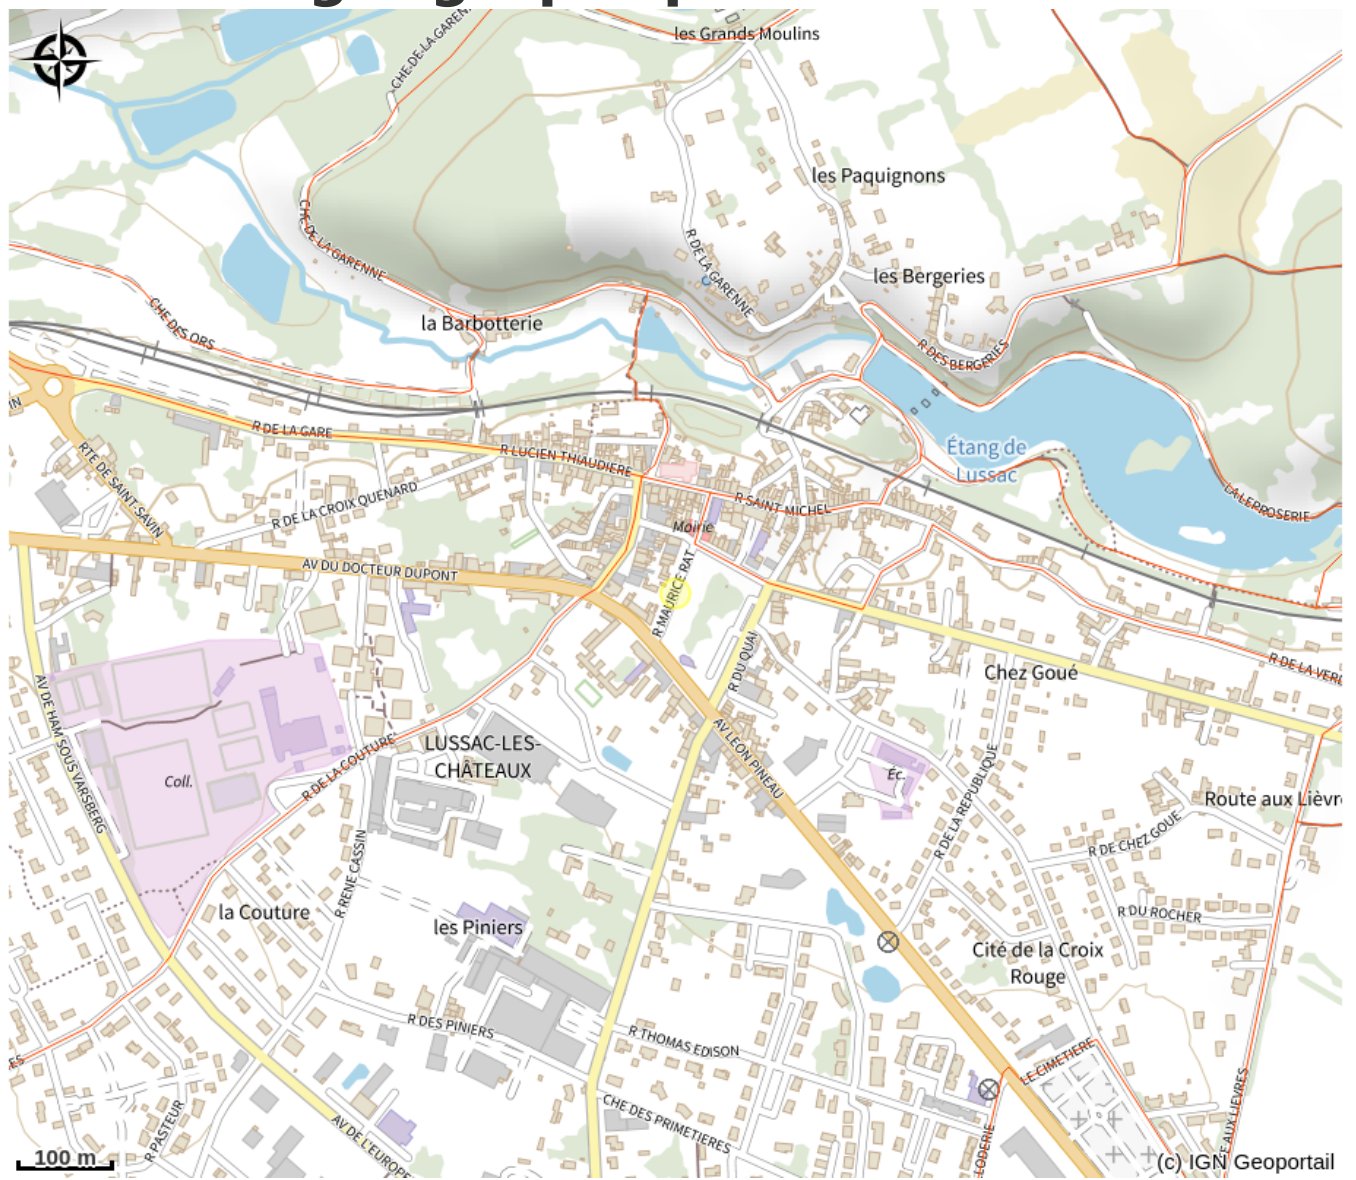 les Grands Moulins
CHE DE LA GARENNE
les Paquignons
CHE DE LA GARENNE
R DE LA GARENNE
les Bergeries
CHE DES ORS
la Barbotterie
R DES BERGERIES
R DE LA GARE
R LUCIEN THIAUDIERE
Étang de
Lussac
RTE DE SAINT-SAVIN
R DE LA CROIX QUENARD
R SAINT MICHEL
LA LEPROSERIE
Mairie
AV DU DOCTEUR DUPONT
R MAURICE RAT
R DU QUAI
Chez Goué
R DE LA
AV DE HAM SOUS VARSBERG
LUSSAC-LES-
CHÂTEAUX
R DE LA COUTURE
AV LEON PINEAU
Coll.
Éc.
R DE LA REPUBLIQUE
Route aux Lièvr
R DE CHEZ GOUE
R RENE CASSIN
la Couture
les Piniers
R DU ROCHER
Cité de la Croix
Rouge
R DES PINIERS
R THOMAS EDISON
LE CIMETIERE
CHE DES PRIMETIERES
R PASTEUR
AV DE L'EUROPE
LODERIE
E AUX LIEVRES
100 m
(c) IGN Geoportail